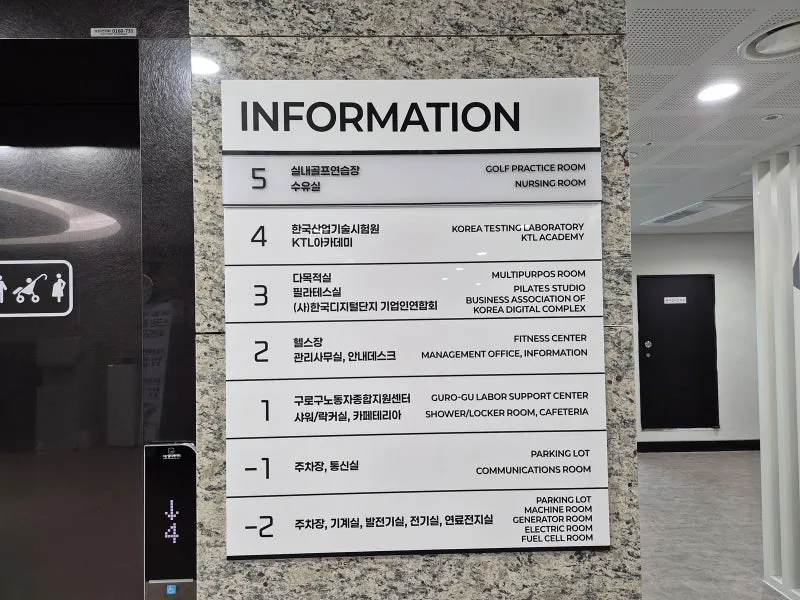 INFORMATION
5 실내골프연습장 GOLF PRACTICE ROOM
수유실 NURSING ROOM
4 한국산업기술시험원 KOREA TESTING LABORATORY
KTL아카데미 KTL ACADEMY
3 다목적실 MULTIPURPOS ROOM
필라테스실 PILATES STUDIO
(사)한국디지털단지 기업인연합회 BUSINESS ASSOCIATION OF
KOREA DIGITAL COMPLEX
2 헬스장 FITNESS CENTER
관리사무실, 안내데스크 MANAGEMENT OFFICE, INFORMATION
1 구로구노동자종합지원센터 GURO-GU LABOR SUPPORT CENTER
샤워/락커실, 카페테리아 SHOWER/LOCKER ROOM, CAFETERIA
-1 주차장, 통신실 PARKING LOT
COMMUNICATIONS ROOM
-2 주차장, 기계실, 발전기실, 전기실, 연료전지실 PARKING LOT
MACHINE ROOM
GENERATOR ROOM
ELECTRIC ROOM
FUEL CELL ROOM
↓
4